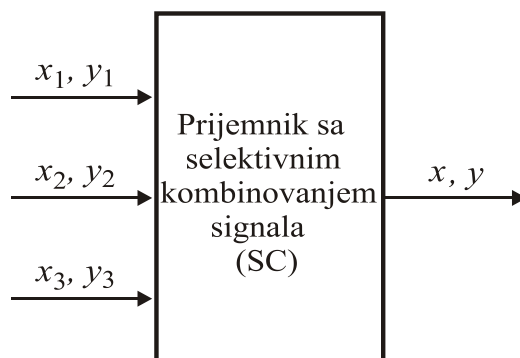 x₁, y₁
x₂, y₂
x₃, y₃
Prijemnik sa
selektivnim
kombinovanjem
signala
(SC)
x, y